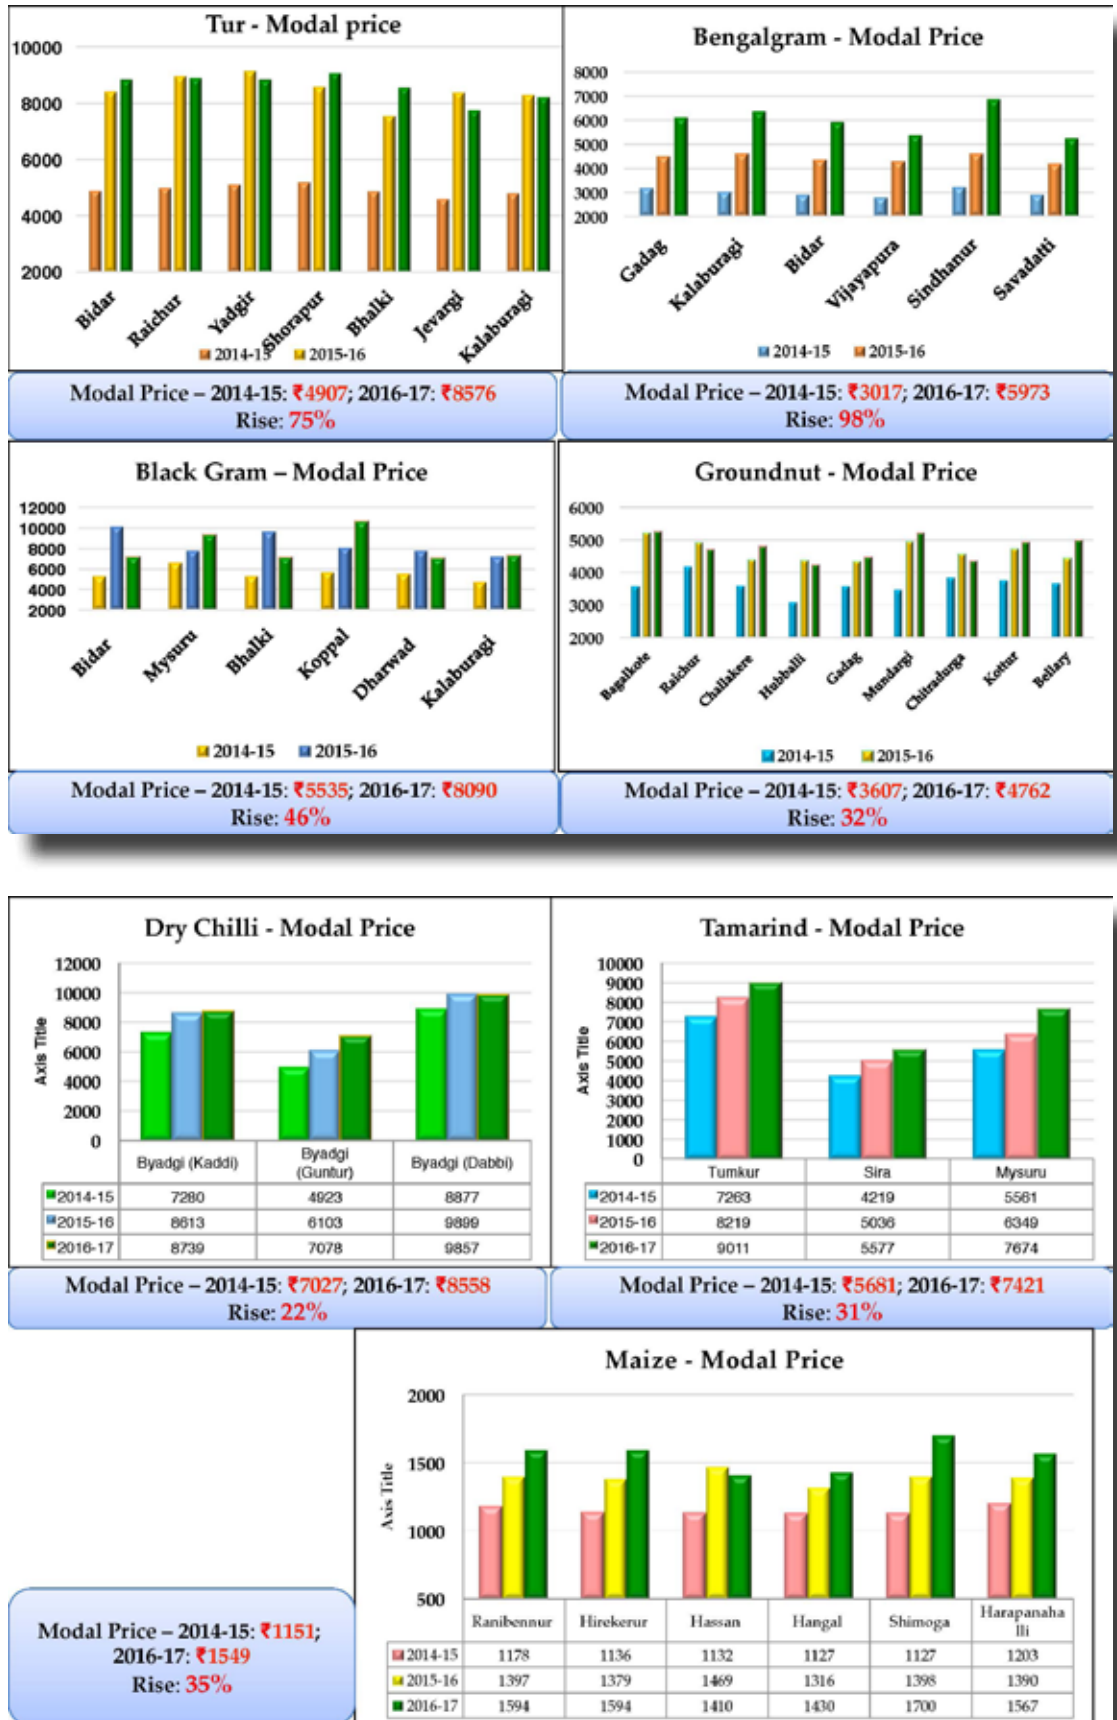 Tur - Modal price
10000
8000
6000
4000
2000
Bidar
Raichur
Yadgir
Shorapur
Bhalki
Jevargi
Kalaburagi
2014-15 2015-16
Modal Price – 2014-15: ₹4907; 2016-17: ₹8576
Rise: 75%
Bengalgram - Modal Price
8000
7000
6000
5000
4000
3000
2000
Gadag
Kalaburagi
Bidar
Vijayapura
Sindhanur
Savadatti
2014-15 2015-16
Modal Price – 2014-15: ₹3017; 2016-17: ₹5973
Rise: 98%
Black Gram – Modal Price
12000
10000
8000
6000
4000
2000
Bidar
Mysuru
Bhalki
Koppal
Dharwad
Kalaburagi
2014-15 2015-16
Modal Price – 2014-15: ₹5535; 2016-17: ₹8090
Rise: 46%
Groundnut - Modal Price
6000
5000
4000
3000
2000
Bagalkote
Raichur
Challakere
Hubballi
Gadag
Mundargi
Chitradurga
Kottur
Bellary
2014-15 2015-16
Modal Price – 2014-15: ₹3607; 2016-17: ₹4762
Rise: 32%
Dry Chilli - Modal Price
Axis Title
12000
10000
8000
6000
4000
2000
0
Byadgi (Kaddi) Byadgi (Guntur) Byadgi (Dabbi)
2014-15 7280 4923 8877
2015-16 8613 6103 9899
2016-17 8739 7078 9857
Modal Price – 2014-15: ₹7027; 2016-17: ₹8558
Rise: 22%
Tamarind - Modal Price
Axis Title
10000
9000
8000
7000
6000
5000
4000
3000
2000
1000
0
Tumkur Sira Mysuru
2014-15 7263 4219 5561
2015-16 8219 5036 6349
2016-17 9011 5577 7674
Modal Price – 2014-15: ₹5681; 2016-17: ₹7421
Rise: 31%
Modal Price – 2014-15: ₹1151;
2016-17: ₹1549
Rise: 35%
Maize - Modal Price
Axis Title
2000
1500
1000
500
Ranibennur Hirekerur Hassan Hangal Shimoga Harapanaha
lli
2014-15 1178 1136 1132 1127 1127 1203
2015-16 1397 1379 1469 1316 1398 1390
2016-17 1594 1594 1410 1430 1700 1567